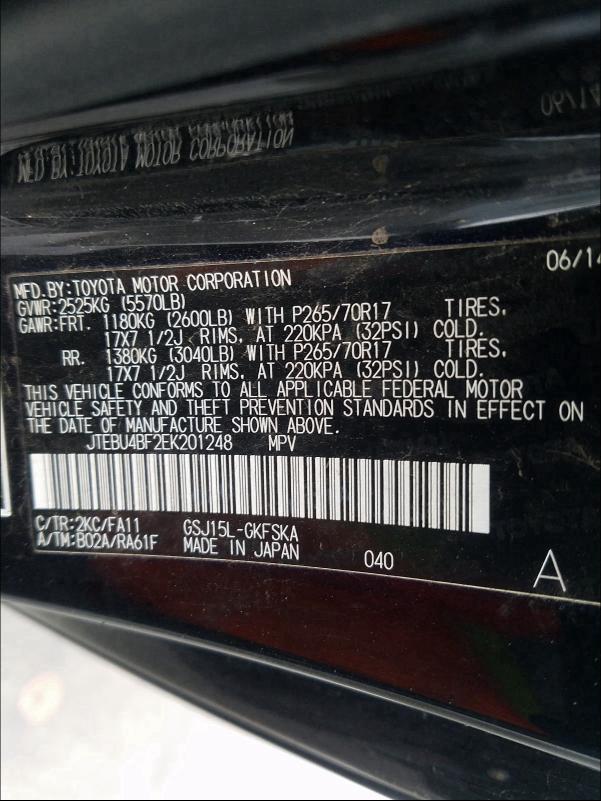 MFD.BY:TOYOTA MOTOR CORPORATION 06/14
GVWR:2525KG (5570LB)
GAWR:FRT. 1180KG (2600LB) WITH P265/70R17 TIRES,
17X7 1/2J RIMS, AT 220KPA (32PSI) COLD.
RR. 1380KG (3040LB) WITH P265/70R17 TIRES,
17X7 1/2J RIMS, AT 220KPA (32PSI) COLD.
THIS VEHICLE CONFORMS TO ALL APPLICABLE FEDERAL MOTOR
VEHICLE SAFETY AND THEFT PREVENTION STANDARDS IN EFFECT ON
THE DATE OF MANUFACTURE SHOWN ABOVE.
JTEBU4BF2EK201248 MPV
C/TR:2KC/FA11 GSJ15L-GKFSKA
A/TM:B02A/RA61F MADE IN JAPAN 040 A